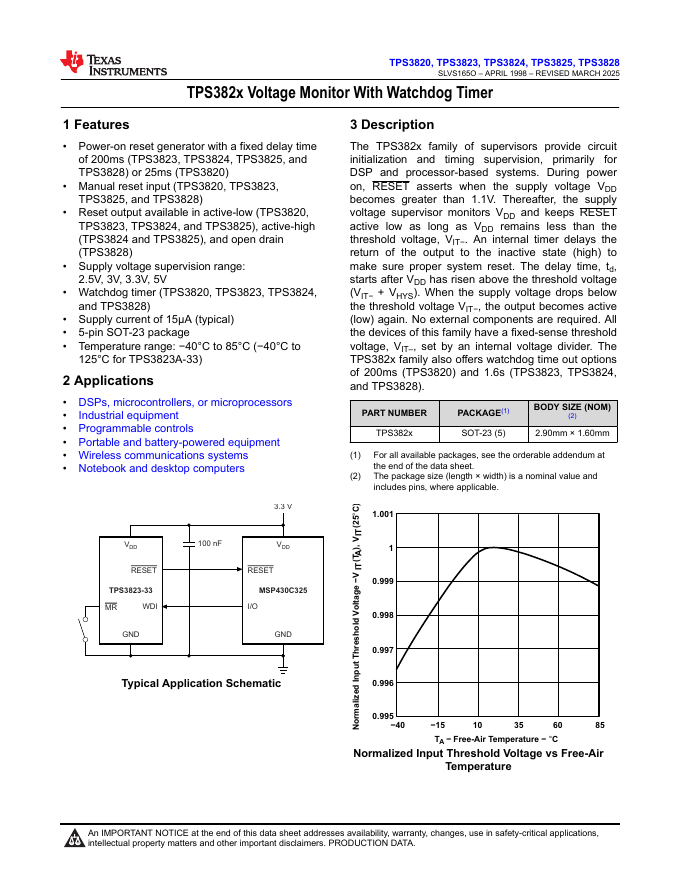 TEXAS
INSTRUMENTS
TPS3820, TPS3823, TPS3824, TPS3825, TPS3828
SLVS165O – APRIL 1998 – REVISED MARCH 2025
TPS382x Voltage Monitor With Watchdog Timer
1 Features
• Power-on reset generator with a fixed delay time
of 200ms (TPS3823, TPS3824, TPS3825, and
TPS3828) or 25ms (TPS3820)
• Manual reset input (TPS3820, TPS3823,
TPS3825, and TPS3828)
• Reset output available in active-low (TPS3820,
TPS3823, TPS3824, and TPS3825), active-high
(TPS3824 and TPS3825), and open drain
(TPS3828)
• Supply voltage supervision range:
2.5V, 3V, 3.3V, 5V
• Watchdog timer (TPS3820, TPS3823, TPS3824,
and TPS3828)
• Supply current of 15μA (typical)
• 5-pin SOT-23 package
• Temperature range: −40°C to 85°C (−40°C to
125°C for TPS3823A-33)
2 Applications
• DSPs, microcontrollers, or microprocessors
• Industrial equipment
• Programmable controls
• Portable and battery-powered equipment
• Wireless communications systems
• Notebook and desktop computers
3.3 V
VDD
100 nF
VDD
RESET
RESET
TPS3823-33
MSP430C325
MR
WDI
I/O
GND
GND
Typical Application Schematic
3 Description
The TPS382x family of supervisors provide circuit
initialization and timing supervision, primarily for
DSP and processor-based systems. During power
on, RESET asserts when the supply voltage VDD
becomes greater than 1.1V. Thereafter, the supply
voltage supervisor monitors VDD and keeps RESET
active low as long as VDD remains less than the
threshold voltage, VIT−. An internal timer delays the
return of the output to the inactive state (high) to
make sure proper system reset. The delay time, td,
starts after VDD has risen above the threshold voltage
(VIT− + VHYS). When the supply voltage drops below
the threshold voltage VIT−, the output becomes active
(low) again. No external components are required. All
the devices of this family have a fixed-sense threshold
voltage, VIT−, set by an internal voltage divider. The
TPS382x family also offers watchdog time out options
of 200ms (TPS3820) and 1.6s (TPS3823, TPS3824,
and TPS3828).
PART NUMBER
PACKAGE(1)
BODY SIZE (NOM)
(2)
TPS382x
SOT-23 (5)
2.90mm × 1.60mm
(1) For all available packages, see the orderable addendum at
the end of the data sheet.
(2) The package size (length × width) is a nominal value and
includes pins, where applicable.
Normalized Input Threshold Voltage −VIT(TA), VIT(25°C)
1.001
1
0.999
0.998
0.997
0.996
0.995
−40
−15
10
35
60
85
TA − Free-Air Temperature − °C
Normalized Input Threshold Voltage vs Free-Air
Temperature
An IMPORTANT NOTICE at the end of this data sheet addresses availability, warranty, changes, use in safety-critical applications,
intellectual property matters and other important disclaimers. PRODUCTION DATA.